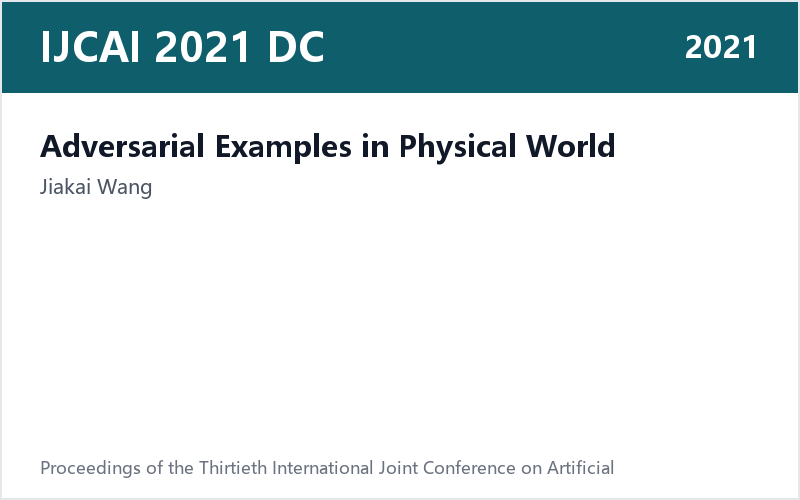 IJCAI 2021 DC
2021
Adversarial Examples in Physical World
Jiakai Wang
Proceedings of the Thirtieth International Joint Conference on Artificial